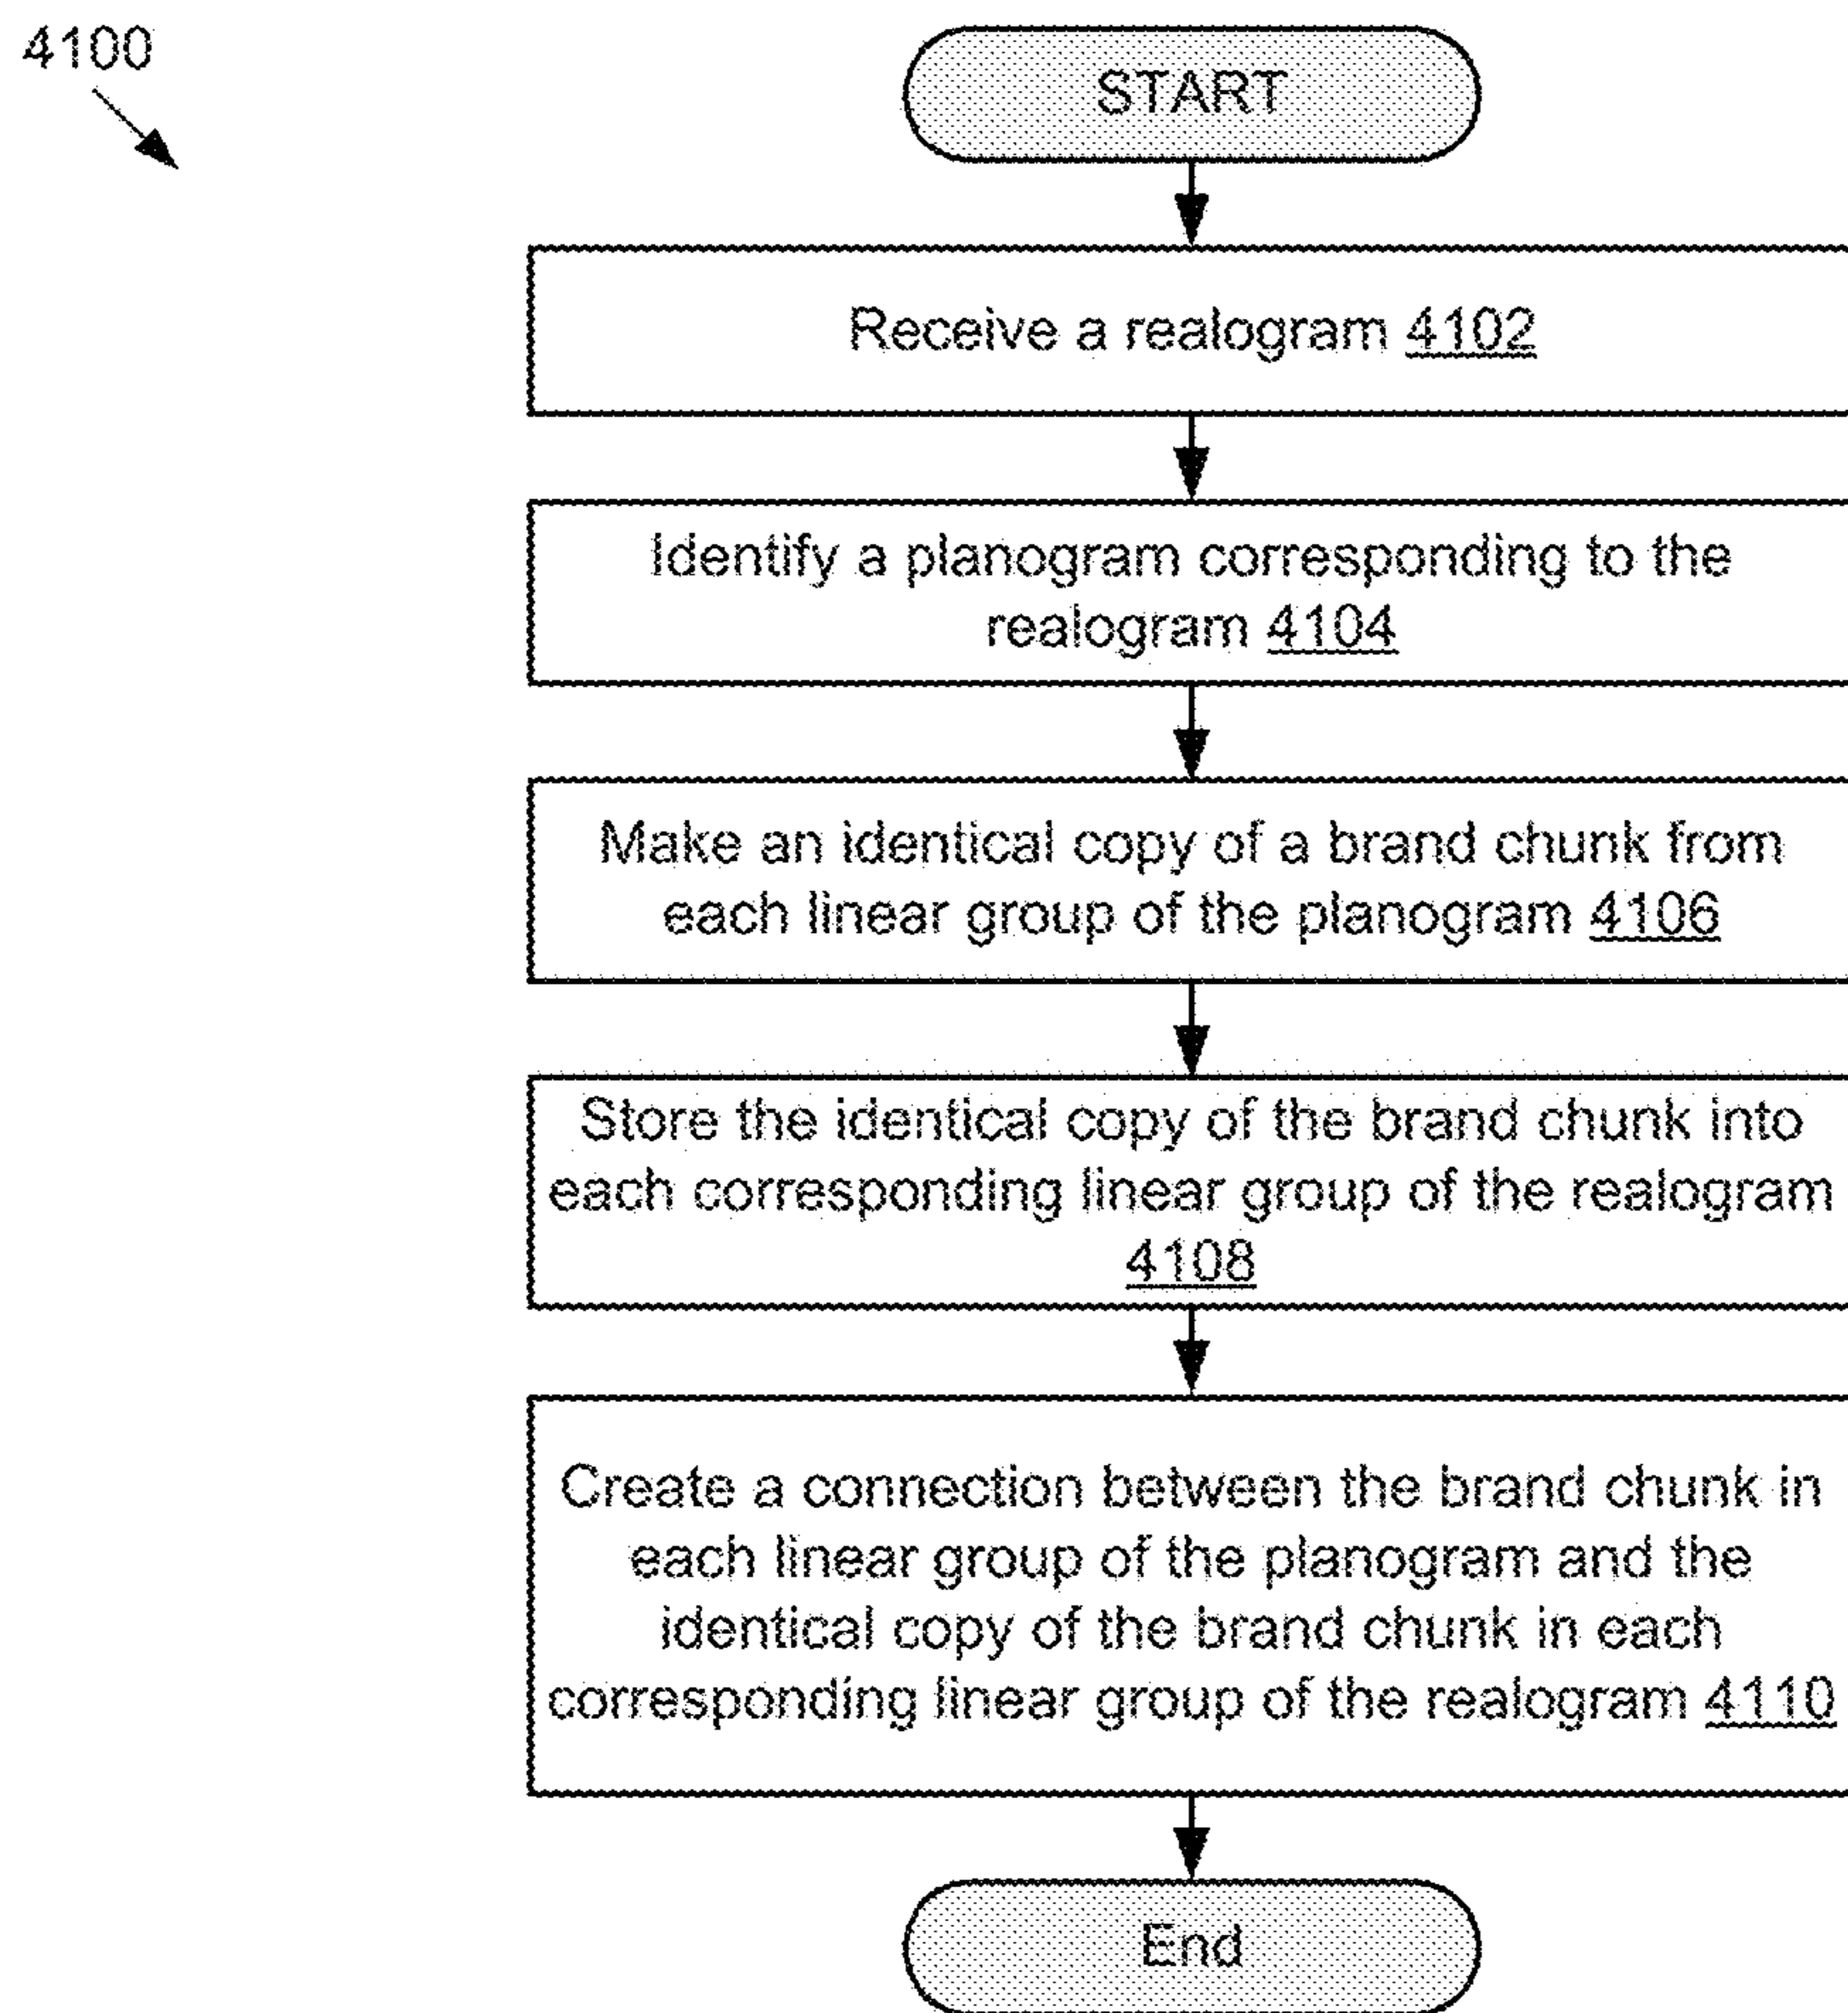 4100
START
Receive a realogram 4102
Identify a planogram corresponding to the
realogram 4104
Make an identical copy of a brand chunk from
each linear group of the planogram 4106
Store the identical copy of the brand chunk into
each corresponding linear group of the realogram
4108
Create a connection between the brand chunk in
each linear group of the planogram and the
identical copy of the brand chunk in each
corresponding linear group of the realogram 4110
End